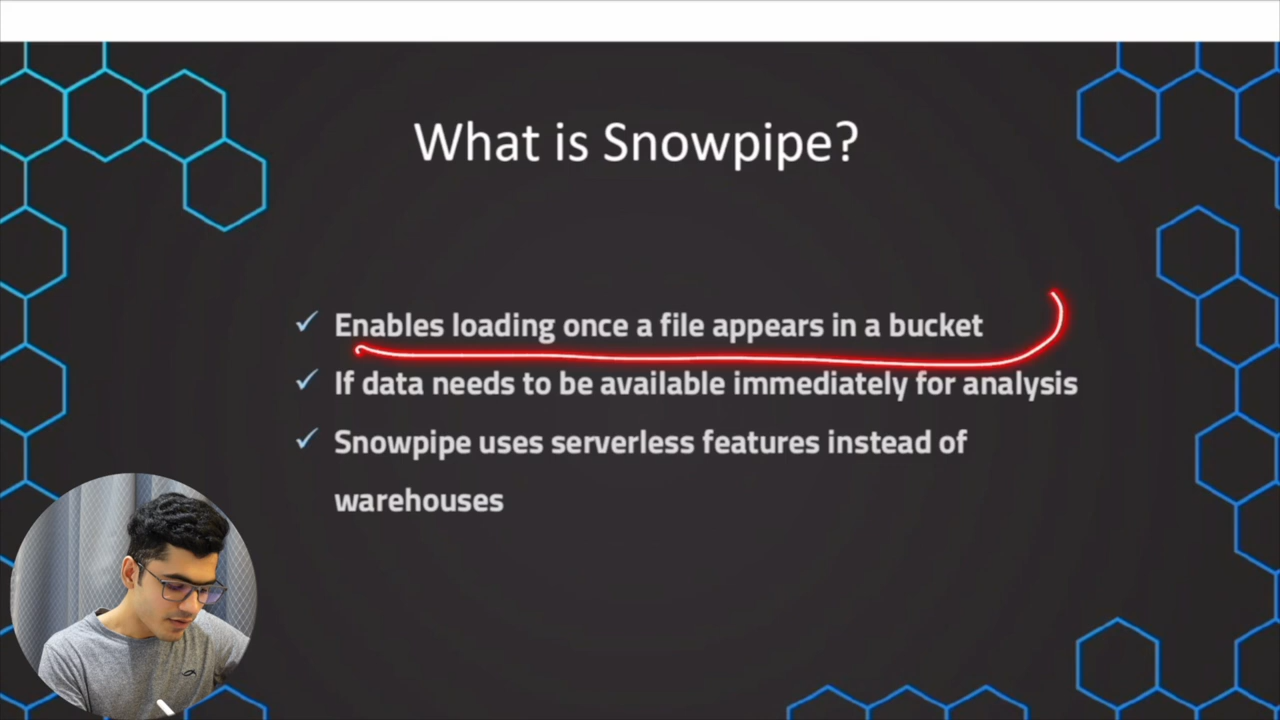 What is Snowpipe?
✓ Enables loading once a file appears in a bucket
✓ If data needs to be available immediately for analysis
✓ Snowpipe uses serverless features instead of
warehouses